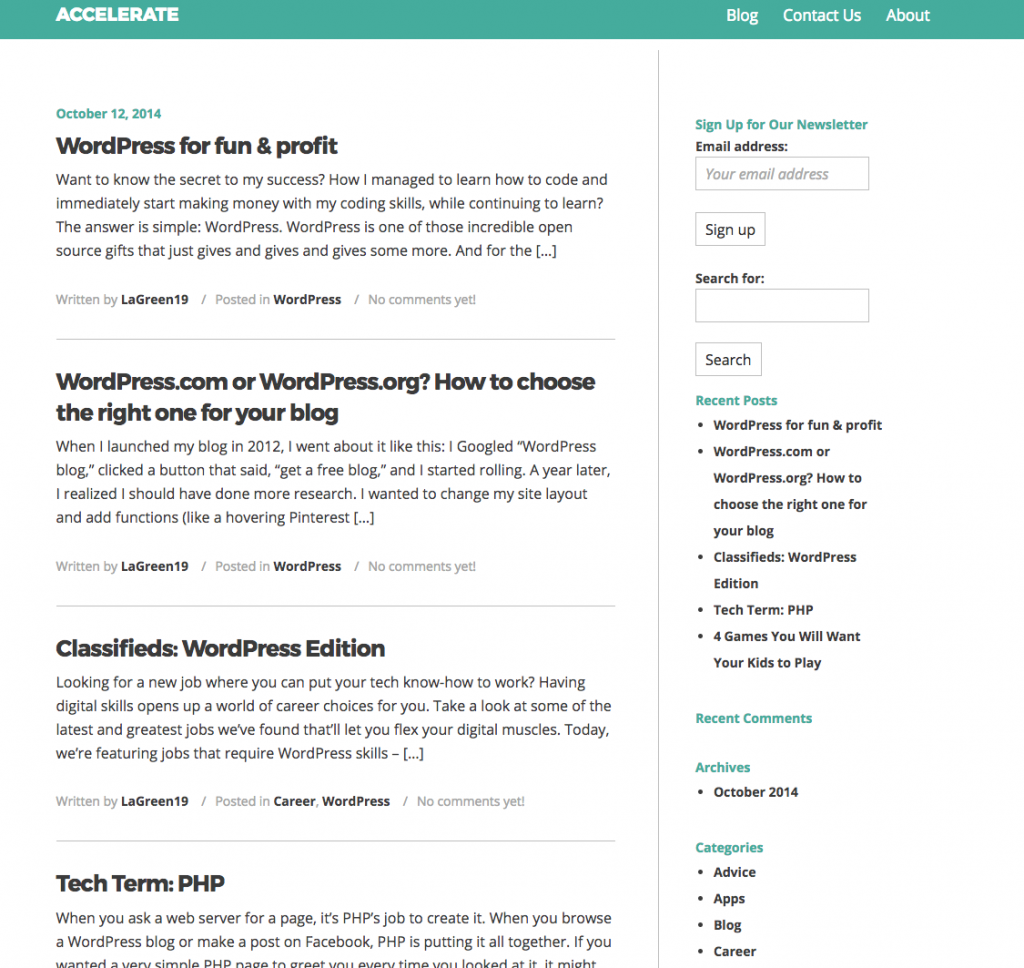 ACCELERATE
Blog Contact Us About
October 12, 2014
WordPress for fun & profit
Want to know the secret to my success? How I managed to learn how to code and
immediately start making money with my coding skills, while continuing to learn?
The answer is simple: WordPress. WordPress is one of those incredible open
source gifts that just gives and gives and gives some more. And for the [...]
Written by LaGreen19 / Posted in WordPress / No comments yet!
WordPress.com or WordPress.org? How to choose
the right one for your blog
When I launched my blog in 2012, I went about it like this: I Googled “WordPress
blog,” clicked a button that said, “get a free blog,” and I started rolling. A year later,
I realized I should have done more research. I wanted to change my site layout
and add functions (like a hovering Pinterest [...]
Written by LaGreen19 / Posted in WordPress / No comments yet!
Classifieds: WordPress Edition
Looking for a new job where you can put your tech know-how to work? Having
digital skills opens up a world of career choices for you. Take a look at some of the
latest and greatest jobs we’ve found that’ll let you flex your digital muscles. Today,
we’re featuring jobs that require WordPress skills – [...]
Written by LaGreen19 / Posted in Career, WordPress / No comments yet!
Tech Term: PHP
When you ask a web server for a page, it’s PHP’s job to create it. When you browse
a WordPress blog or make a post on Facebook, PHP is putting it all together. If you
wanted a very simple PHP page to greet you every time you looked at it, it might
Sign Up for Our Newsletter
Email address:
Your email address
Sign up
Search for:
Search
Recent Posts
• WordPress for fun & profit
• WordPress.com or
WordPress.org? How to
choose the right one for
your blog
• Classifieds: WordPress
Edition
• Tech Term: PHP
• 4 Games You Will Want
Your Kids to Play
Recent Comments
Archives
• October 2014
Categories
• Advice
• Apps
• Blog
• Career